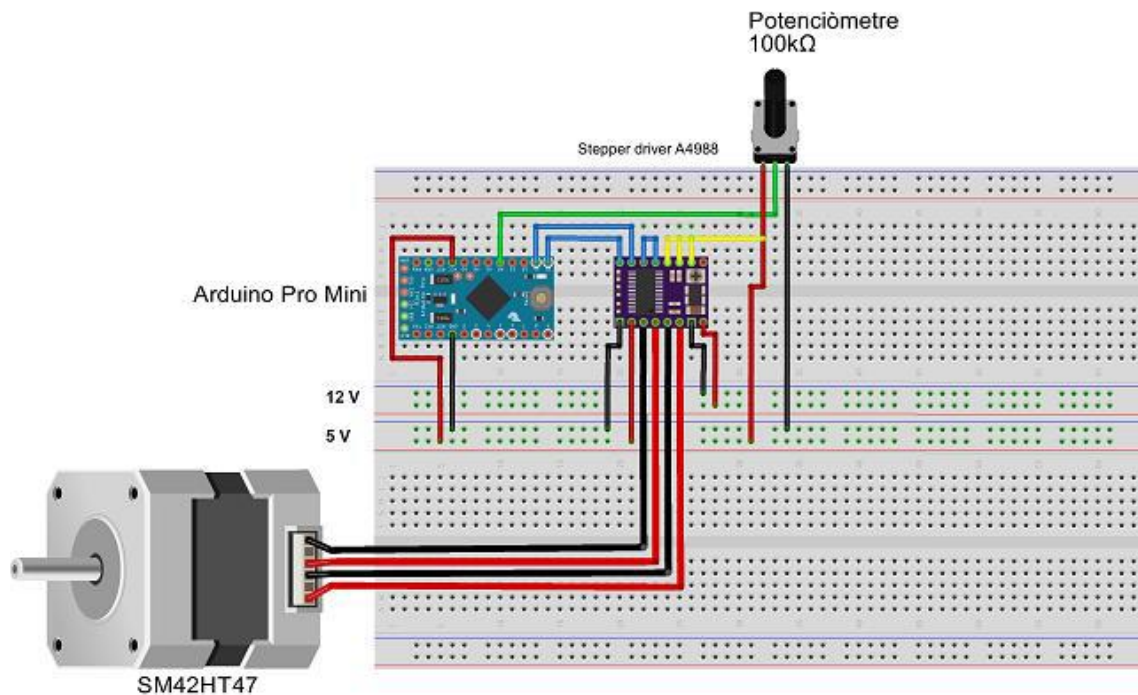 Potenciòmetre
100kΩ
Stepper driver A4988
Arduino Pro Mini
12 V
5 V
SM42HT47